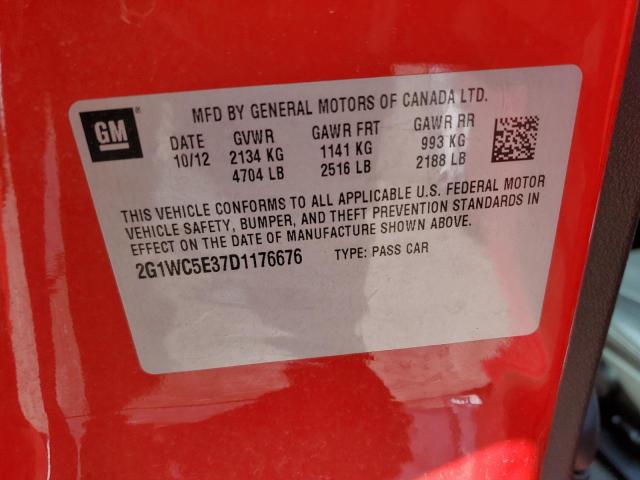 GM
®
MFD BY GENERAL MOTORS OF CANADA LTD.
DATE GVWR GAWR FRT GAWR RR
10/12 2134 KG 1141 KG 993 KG
4704 LB 2516 LB 2188 LB
THIS VEHICLE CONFORMS TO ALL APPLICABLE U.S. FEDERAL MOTOR
VEHICLE SAFETY, BUMPER, AND THEFT PREVENTION STANDARDS IN
EFFECT ON THE DATE OF MANUFACTURE SHOWN ABOVE.
2G1WC5E37D1176676 TYPE: PASS CAR